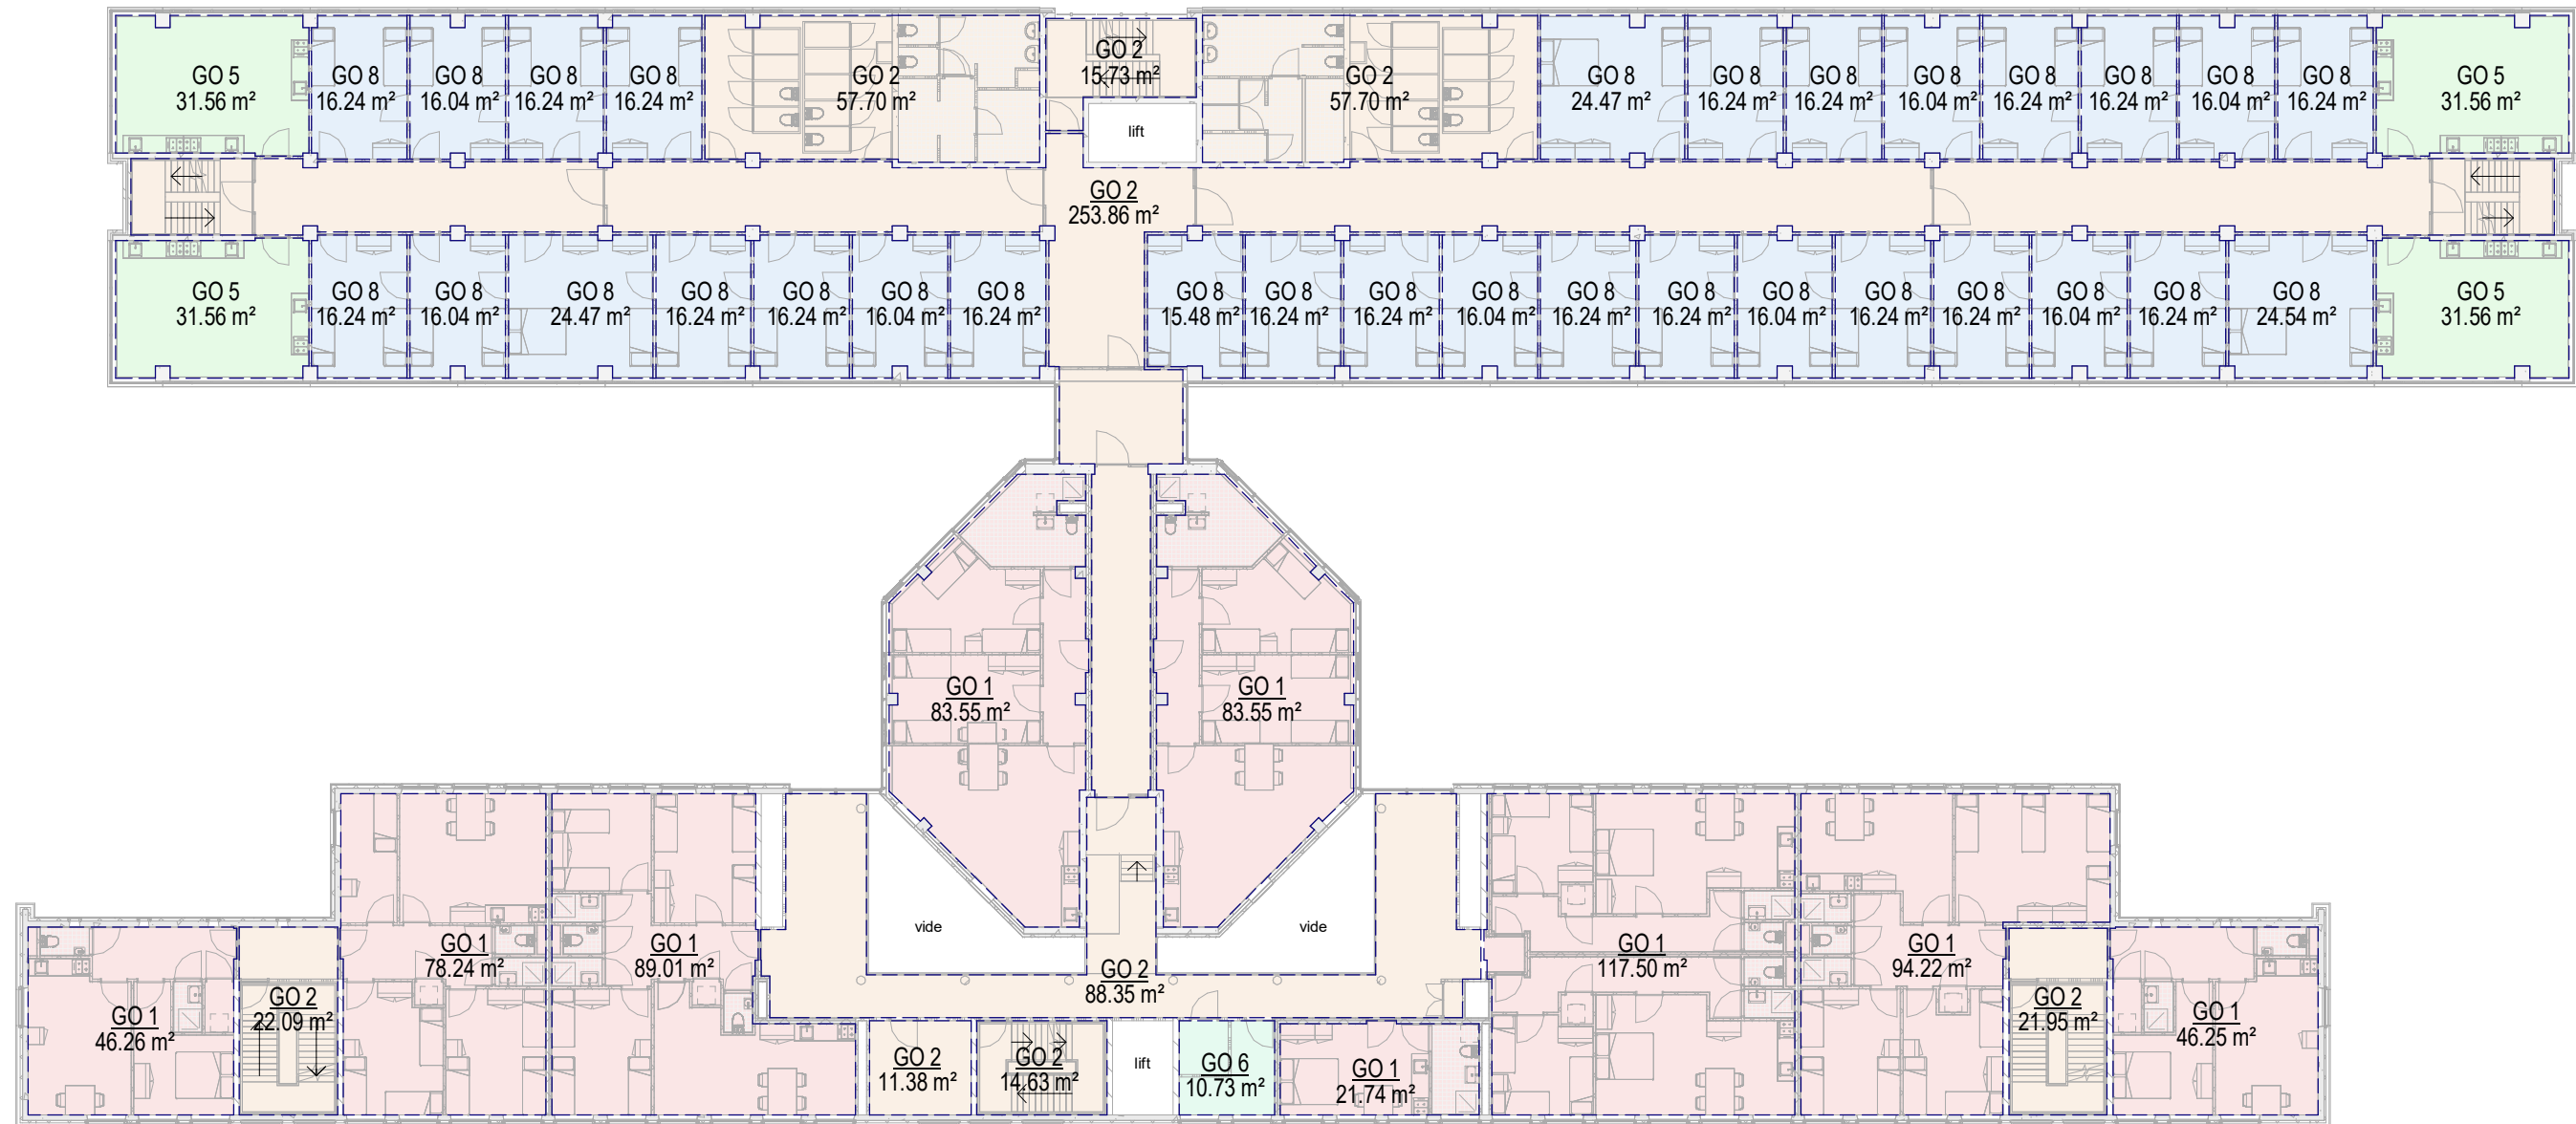 GO 5
31.56 m²
GO 8
16.24 m²
GO 8
16.04 m²
GO 8
16.24 m²
GO 8
16.24 m²
GO 2
57.70 m²
GO 2
15.73 m²
lift
GO 2
57.70 m²
GO 8
24.47 m²
GO 8
16.24 m²
GO 8
16.24 m²
GO 8
16.04 m²
GO 8
16.24 m²
GO 8
16.24 m²
GO 8
16.04 m²
GO 8
16.24 m²
GO 5
31.56 m²
GO 2
253.86 m²
GO 5
31.56 m²
GO 8
16.24 m²
GO 8
16.04 m²
GO 8
24.47 m²
GO 8
16.24 m²
GO 8
16.24 m²
GO 8
16.04 m²
GO 8
16.24 m²
GO 8
15.48 m²
GO 8
16.24 m²
GO 8
16.24 m²
GO 8
16.04 m²
GO 8
16.24 m²
GO 8
16.24 m²
GO 8
16.04 m²
GO 8
16.24 m²
GO 8
16.24 m²
GO 8
16.04 m²
GO 8
16.24 m²
GO 8
24.54 m²
GO 5
31.56 m²
GO 1
83.55 m²
GO 1
83.55 m²
vide
vide
GO 1
46.26 m²
GO 2
22.09 m²
GO 1
78.24 m²
GO 1
89.01 m²
GO 2
88.35 m²
GO 2
11.38 m²
GO 2
14.63 m²
lift
GO 6
10.73 m²
GO 1
21.74 m²
GO 1
117.50 m²
GO 1
94.22 m²
GO 2
21.95 m²
GO 1
46.25 m²